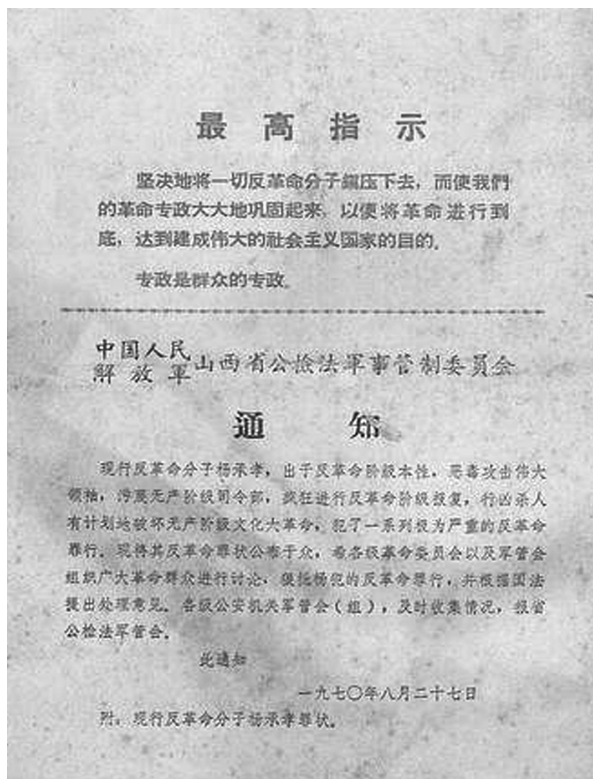 最高指示
坚决地将一切反革命分子鎮压下去，而使我們
的革命专政大大地巩固起来，以便将革命进行到
底，达到建成伟大的社会主义国家的目的。
专政是群众的专政。
中国人民
解放軍
山西省公检法軍事管制委員会
通知
现行反革命分子杨承孝，出于反革命阶级本性，恶毒攻击伟大
领袖，污蔑无产阶级司令部，疯狂进行反革命阶级报复，行凶杀人
有计划地破坏无产阶级文化大革命，犯了一系列极为严重的反革命
罪行。现将其反革命罪状公布于众，希各级革命委员会以及军管会
组织广大革命群众进行讨论，狠批杨犯的反革命罪行，并根据国法
提出处理意见。各级公安机关军管会（组），及时收集情况，报省
公检法军管会。
此通知
一九七〇年八月二十七日
附：现行反革命分子杨承孝罪状。